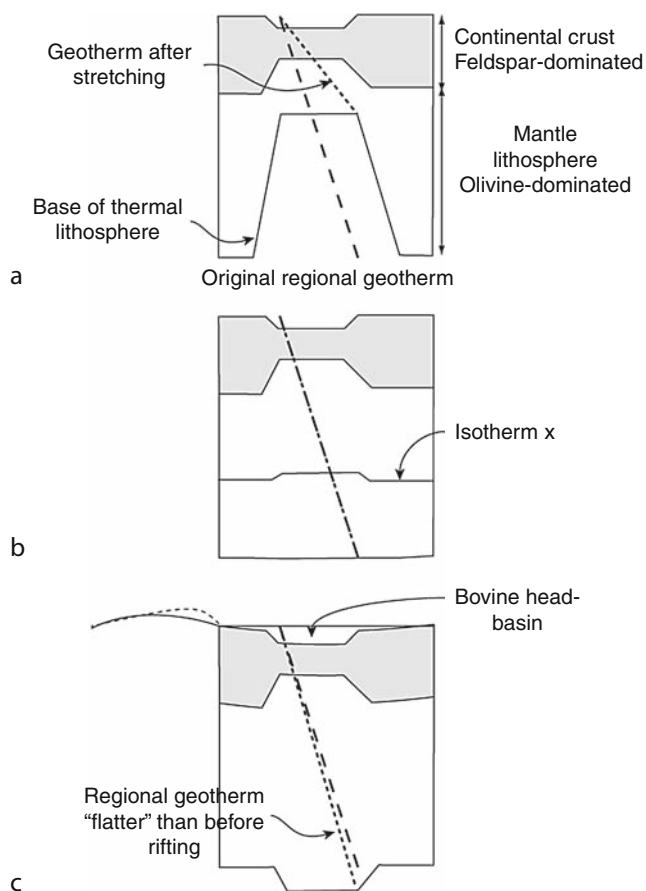 Geotherm after
stretching
Continental crust
Feldspar-dominated
Mantle
lithosphere
Olivine-dominated
Base of thermal
lithosphere
a
Original regional geotherm
Isotherm x
b
Bovine head-
basin
Regional geotherm
“flatter” than before
rifting
c